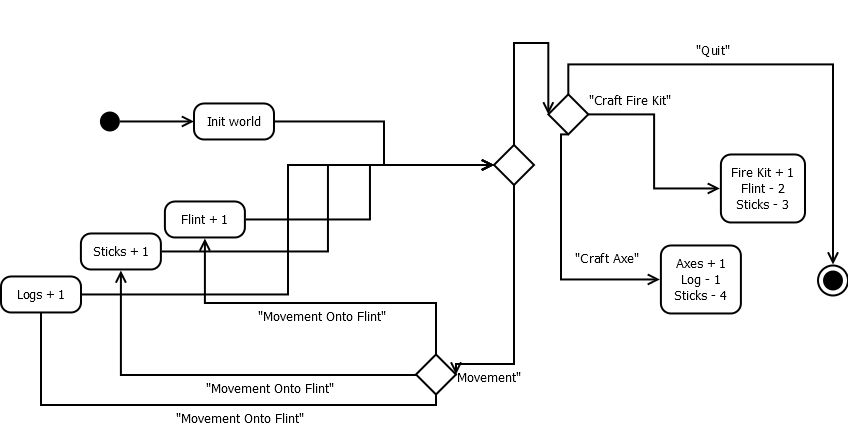 "Quit"
"Craft Fire Kit"
Init world
Fire Kit + 1
Flint - 2
Sticks - 3
Flint + 1
Sticks + 1
"Craft Axe"
Axes + 1
Log - 1
Sticks - 4
Logs + 1
"Movement Onto Flint"
Movement"
"Movement Onto Flint"
"Movement Onto Flint"